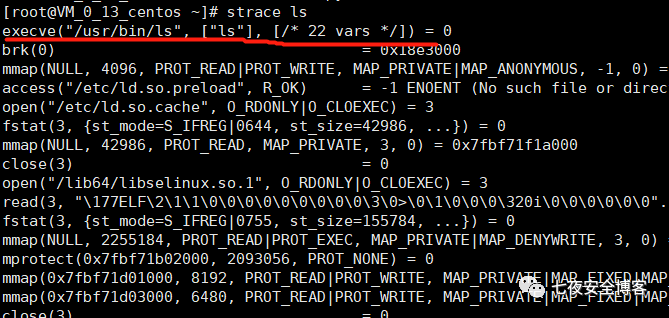 [root@VM_0_13_centos ~]# strace ls
execve("/usr/bin/ls", ["ls"], [/* 22 vars */]) = 0
brk(0)                                  = 0x18e3000
mmap(NULL, 4096, PROT_READ|PROT_WRITE, MAP_PRIVATE|MAP_ANONYMOUS, -1, 0) =
access("/etc/ld.so.preload", R_OK)      = -1 ENOENT (No such file or direc
open("/etc/ld.so.cache", O_RDONLY|O_CLOEXEC) = 3
fstat(3, {st_mode=S_IFREG|0644, st_size=42986, ...}) = 0
mmap(NULL, 42986, PROT_READ, MAP_PRIVATE, 3, 0) = 0x7fbf71f1a000
close(3)                                = 0
open("/lib64/libselinux.so.1", O_RDONLY|O_CLOEXEC) = 3
read(3, "\177ELF\2\1\1\0\0\0\0\0\0\0\0\0\3\0>\0\1\0\0\0\320i\0\0\0\0\0\0".
fstat(3, {st_mode=S_IFREG|0755, st_size=155784, ...}) = 0
mmap(NULL, 2255184, PROT_READ|PROT_EXEC, MAP_PRIVATE|MAP_DENYWRITE, 3, 0) =
mprotect(0x7fbf71b02000, 2093056, PROT_NONE) = 0
mmap(0x7fbf71d01000, 8192, PROT_READ|PROT_WRITE, MAP_PRIVATE|MAP_FIXED|MAP_
mmap(0x7fbf71d03000, 6480, PROT_READ|PROT_WRITE, MAP_PRIVATE|MAP_FIXED|MAP_
close(3)                                = 0
七夜安全博客